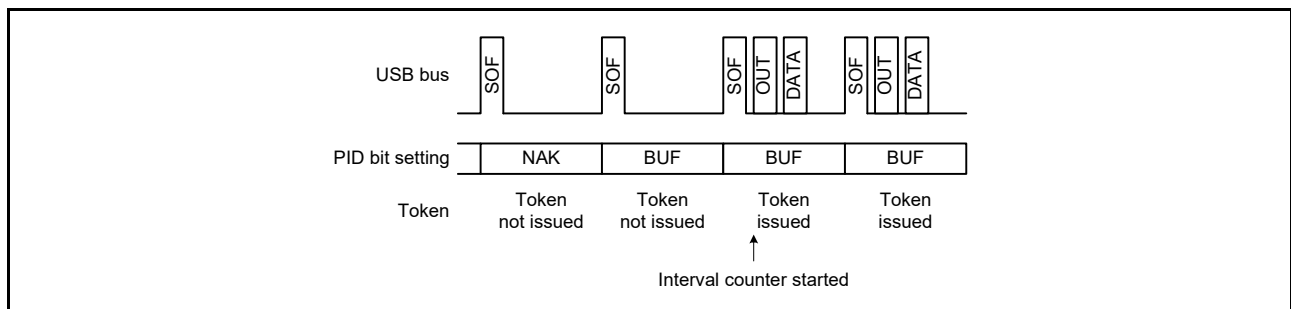 USB bus
SOF
SOF
SOF
OUT
DATA
SOF
OUT
DATA
PID bit setting
NAK
BUF
BUF
BUF
Token
Token
not issued
Token
not issued
Token
issued
Token
issued
Interval counter started